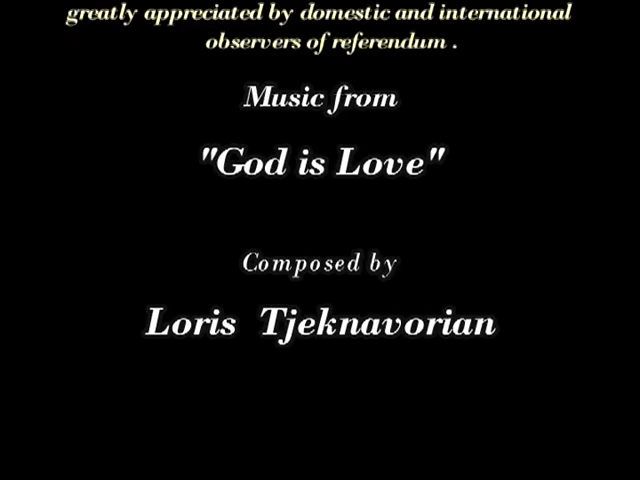 greatly appreciated by domestic and international
observers of referendum .
Music from
"God is Love"
Composed by
Loris Tjeknavorian